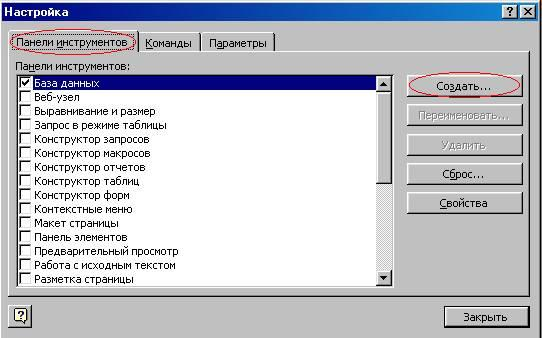 Настройка
Панели инструментов Команды Параметры
Панели инструментов:
База данных
Веб-узел
Выравнивание и размер
Запрос в режиме таблицы
Конструктор запросов
Конструктор макросов
Конструктор отчетов
Конструктор таблиц
Конструктор форм
Контекстные меню
Макет страницы
Панель элементов
Предварительный просмотр
Работа с исходным текстом
Разметка страницы
Создать...
Переименовать...
Удалить
Сброс...
Свойства
Закрыть